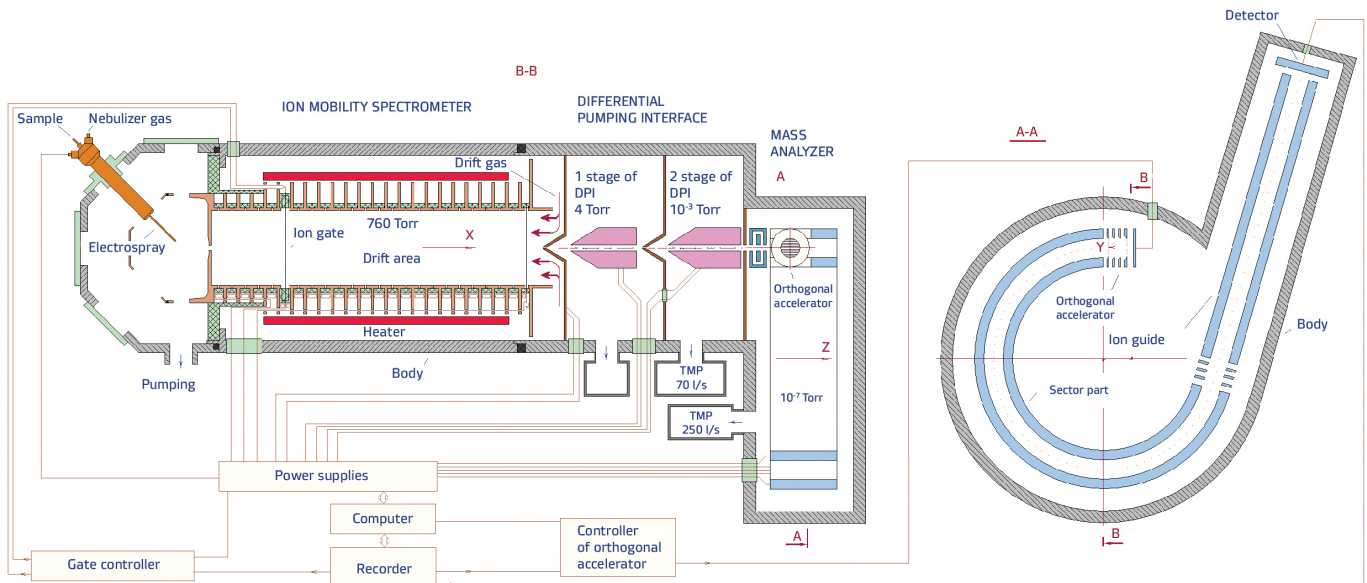 Detector
B-B
ION MOBILITY SPECTROMETER
DIFFERENTIAL
PUMPING INTERFACE
MASS
ANALYZER
A
A-A
B
Sample
Nebulizer gas
Drift gas
1 stage of
DPI
4 Torr
2 stage of
DPI
10⁻³ Torr
Electrospray
Ion gate
760 Torr
X
Drift area
Y
Orthogonal
accelerator
Orthogonal
accelerator
Heater
Ion guide
Body
Pumping
Body
Z
TMP
70 l/s
10⁻⁷ Torr
Sector part
TMP
250 l/s
Power supplies
Computer
Controller
of orthogonal
accelerator
A
B
Gate controller
Recorder